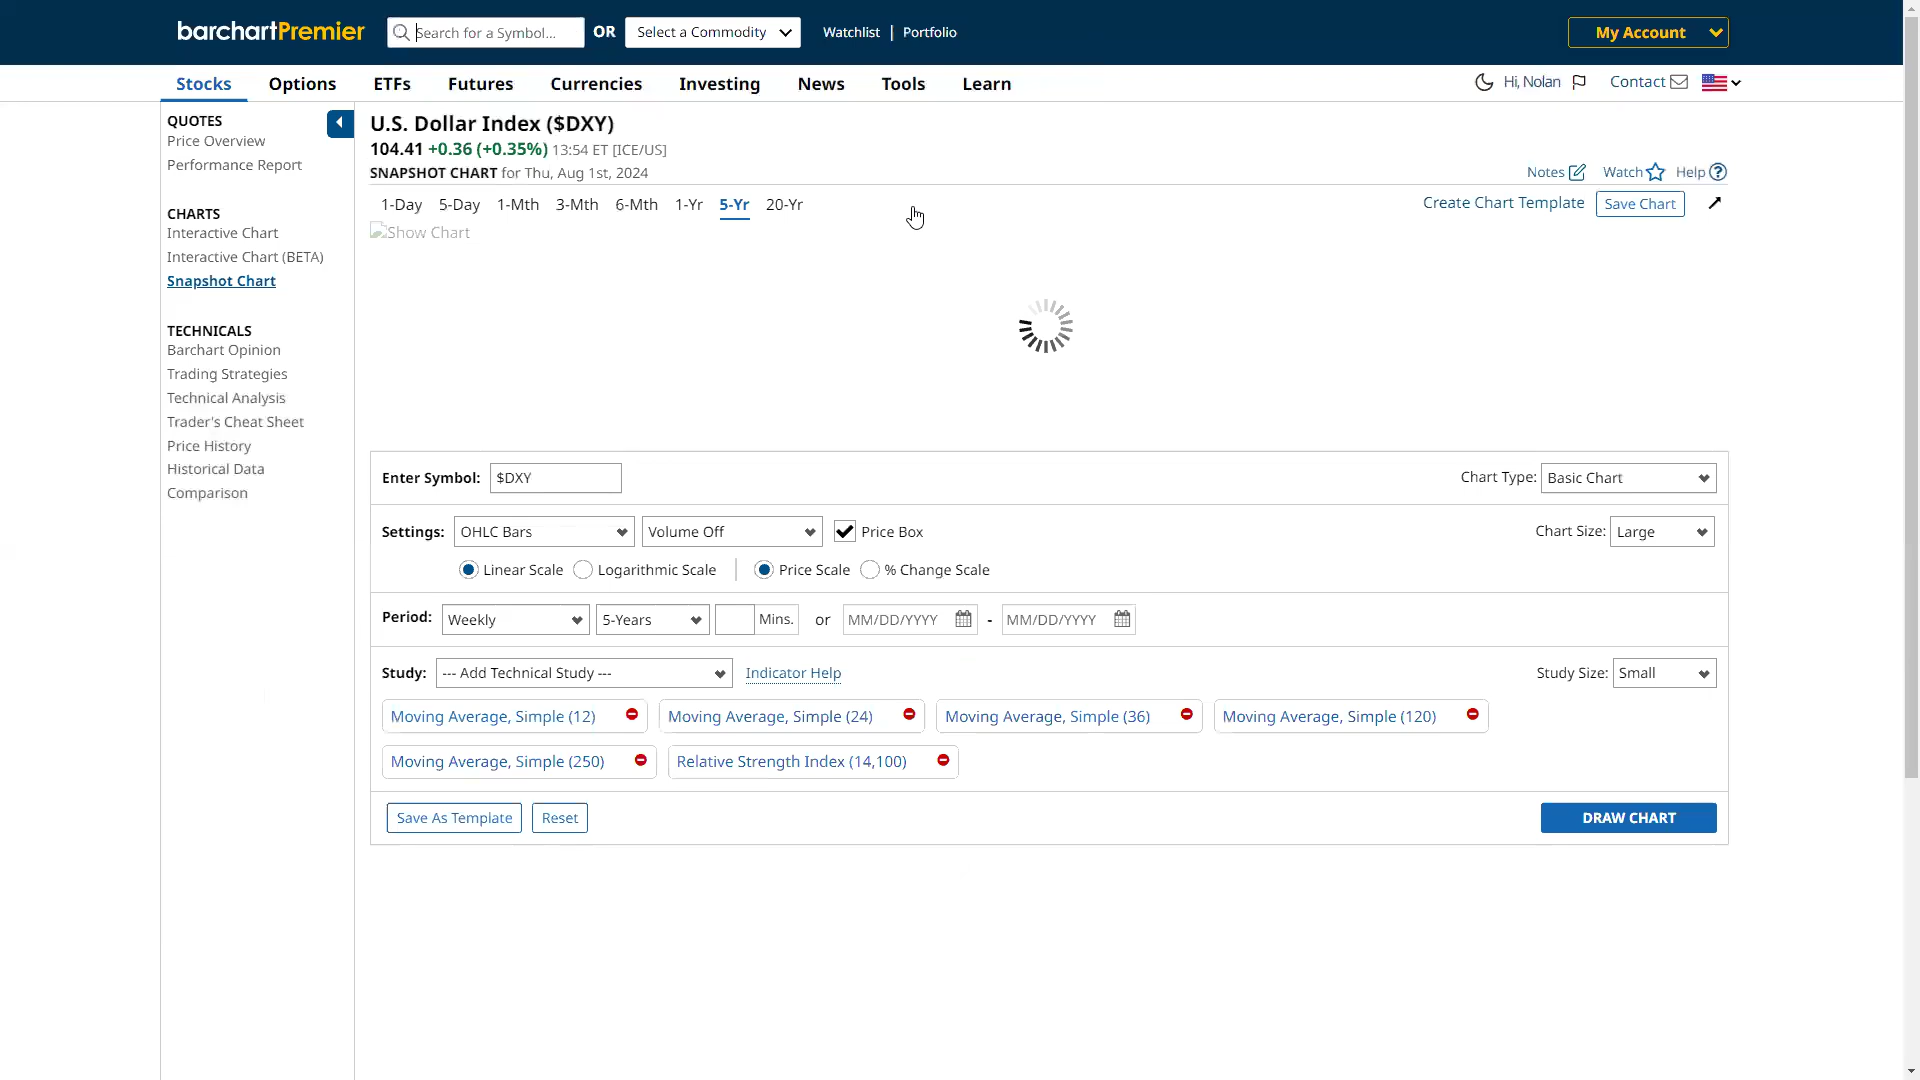 barchartPremier Search for a Symbol... OR Select a Commodity Watchlist | Portfolio My Account
Stocks Options ETFs Futures Currencies Investing News Tools Learn Hi, Nolan Contact
QUOTES
Price Overview
Performance Report
CHARTS
Interactive Chart
Interactive Chart (BETA)
Snapshot Chart
TECHNICALS
Barchart Opinion
Trading Strategies
Technical Analysis
Trader's Cheat Sheet
Price History
Historical Data
Comparison
U.S. Dollar Index ($DXY)
104.41 +0.36 (+0.35%) 13:54 ET [ICE/US]
SNAPSHOT CHART for Thu, Aug 1st, 2024 Notes Watch Help ?
1-Day 5-Day 1-Mth 3-Mth 6-Mth 1-Yr 5-Yr 20-Yr Create Chart Template Save Chart
Show Chart
Enter Symbol: $DXY Chart Type: Basic Chart
Settings: OHLC Bars Volume Off Price Box Chart Size: Large
Linear Scale Logarithmic Scale Price Scale % Change Scale
Period: Weekly 5-Years Mins. or MM/DD/YYYY - MM/DD/YYYY
Study: --- Add Technical Study --- Indicator Help Study Size: Small
Moving Average, Simple (12) Moving Average, Simple (24) Moving Average, Simple (36) Moving Average, Simple (120)
Moving Average, Simple (250) Relative Strength Index (14,100)
Save As Template Reset DRAW CHART